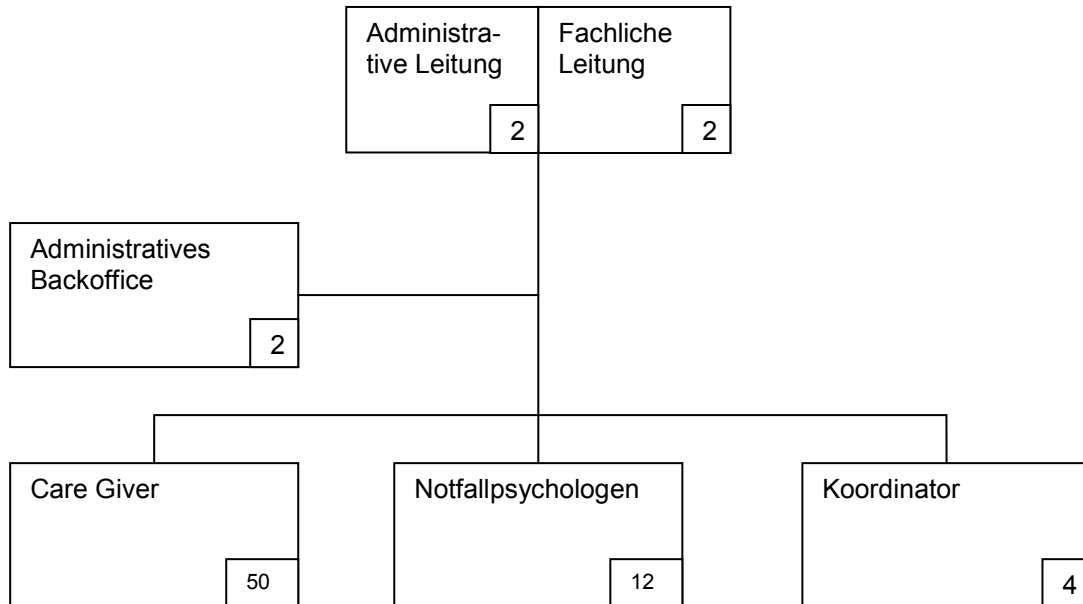 Administra-
tive Leitung
2
Fachliche
Leitung
2
Administratives
Backoffice
2
Care Giver
50
Notfallpsychologen
12
Koordinator
4